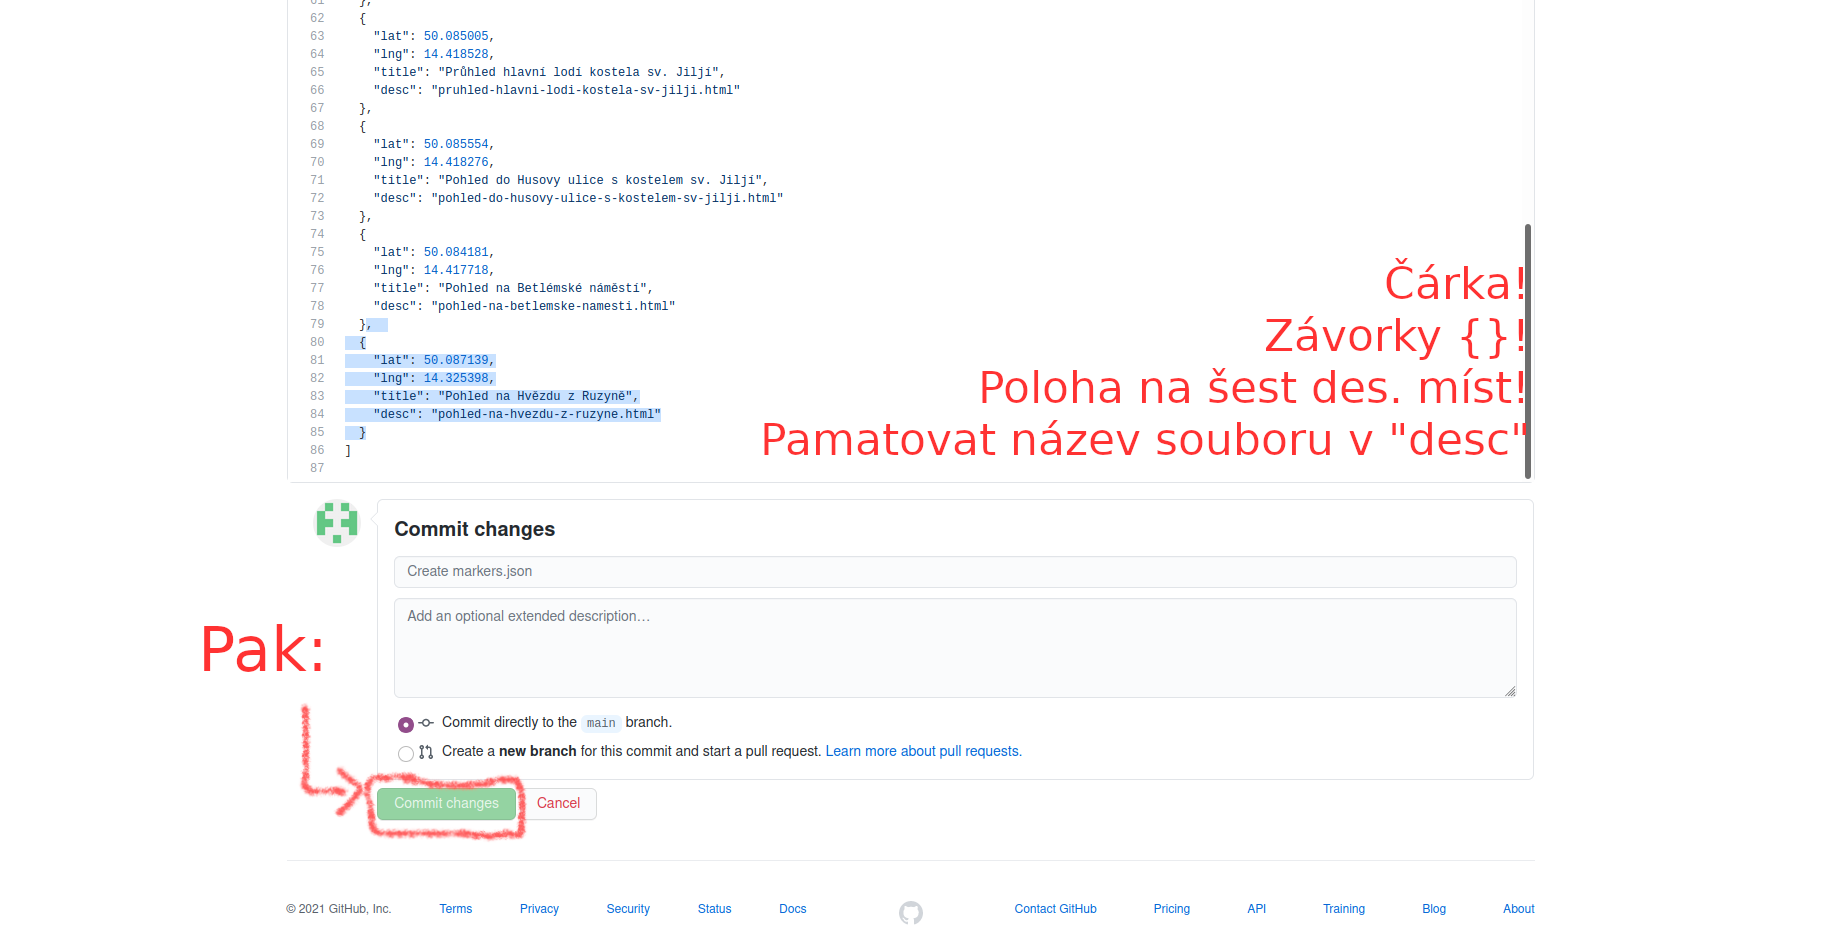 61 },
62 {
63 "lat": 50.085005,
64 "lng": 14.418528,
65 "title": "Průhled hlavní lodí kostela sv. Jiljí",
66 "desc": "pruhled-hlavni-lodi-kostela-sv-jilji.html"
67 },
68 {
69 "lat": 50.085554,
70 "lng": 14.418276,
71 "title": "Pohled do Husovy ulice s kostelem sv. Jiljí",
72 "desc": "pohled-do-husovy-ulice-s-kostelem-sv-jilji.html"
73 },
74 {
75 "lat": 50.084181,
76 "lng": 14.417718,
77 "title": "Pohled na Betlémské náměstí",
78 "desc": "pohled-na-betlemske-namesti.html"
79 },
80 {
81 "lat": 50.087139,
82 "lng": 14.325398,
83 "title": "Pohled na Hvězdu z Ruzyně",
84 "desc": "pohled-na-hvezdu-z-ruzyne.html"
85 }
86 ]
87
Čárka!
Závorky {}!
Poloha na šest des. míst!
Pamatovat název souboru v "desc"
Commit changes
Create markers.json
Add an optional extended description…
Pak:
Commit directly to the main branch.
Create a new branch for this commit and start a pull request. Learn more about pull requests.
Commit changes Cancel
© 2021 GitHub, Inc. Terms Privacy Security Status Docs Contact GitHub Pricing API Training Blog About